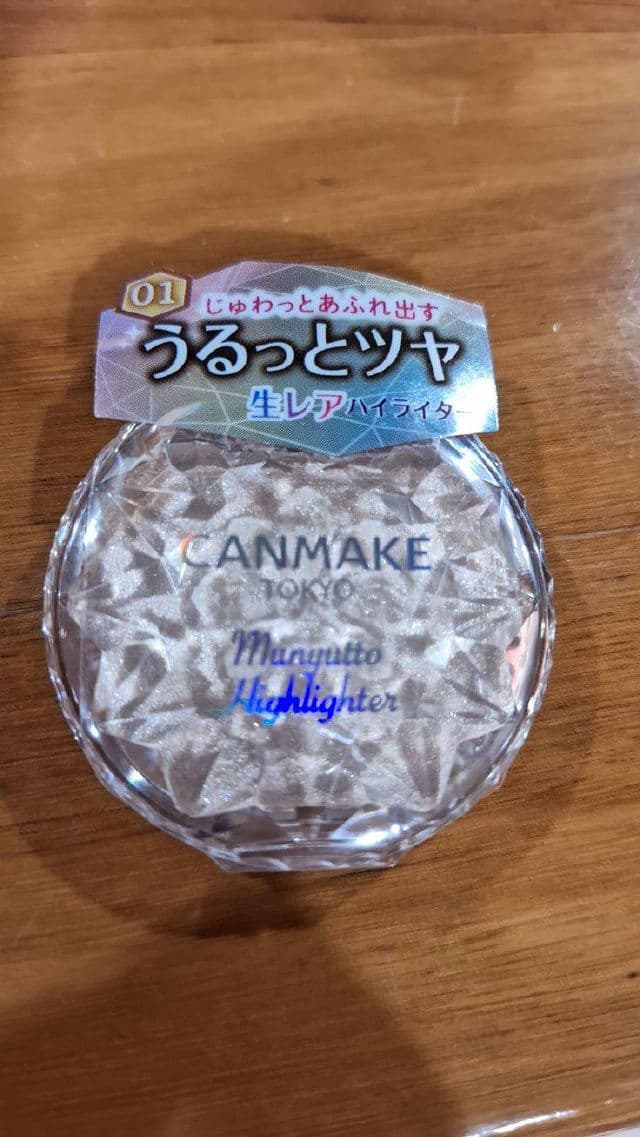 01
じゅわっとあふれ出す
うるっとツヤ
生レアハイライター
CANMAKE
TOKYO
Munyutto
Highlighter